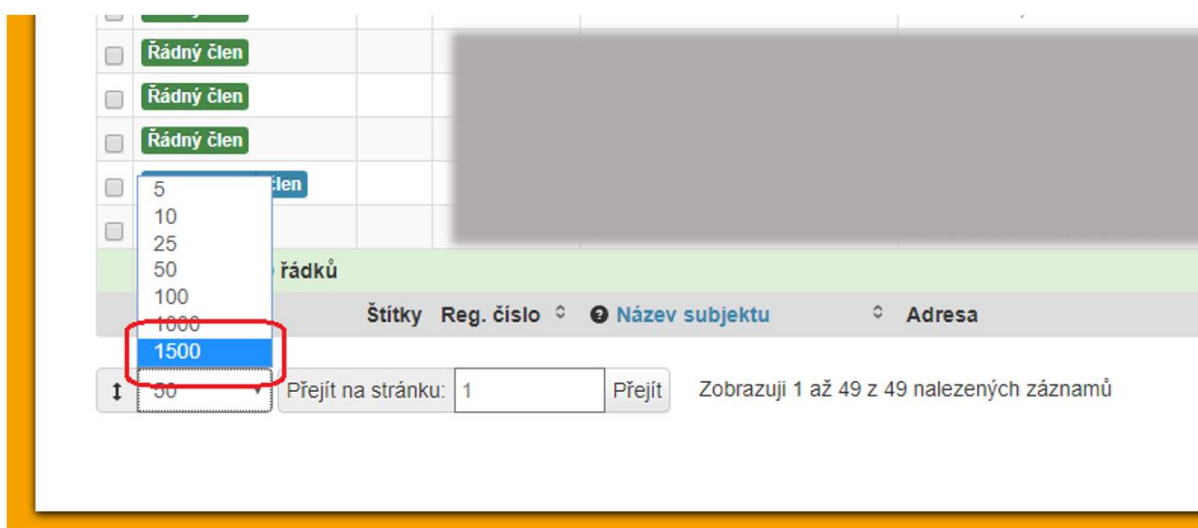 Řádný člen
Řádný člen
Řádný člen
člen
5
10
25
50
100
1000
1500
řádků
Štítky Reg. číslo Název subjektu Adresa
50 Přejít na stránku: 1 Přejít Zobrazuji 1 až 49 z 49 nalezených záznamů